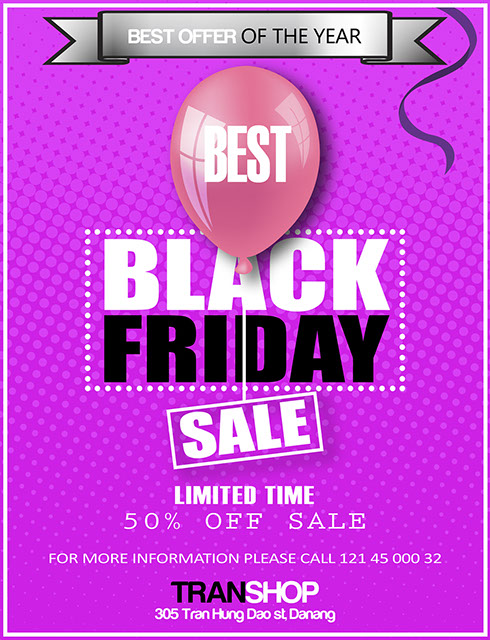 BEST OFFER OF THE YEAR
BEST
BLACK
FRIDAY
SALE
LIMITED TIME
50% OFF SALE
FOR MORE INFORMATION PLEASE CALL 121 45 000 32
TRANSHOP
305 Tran Hung Dao st, Danang